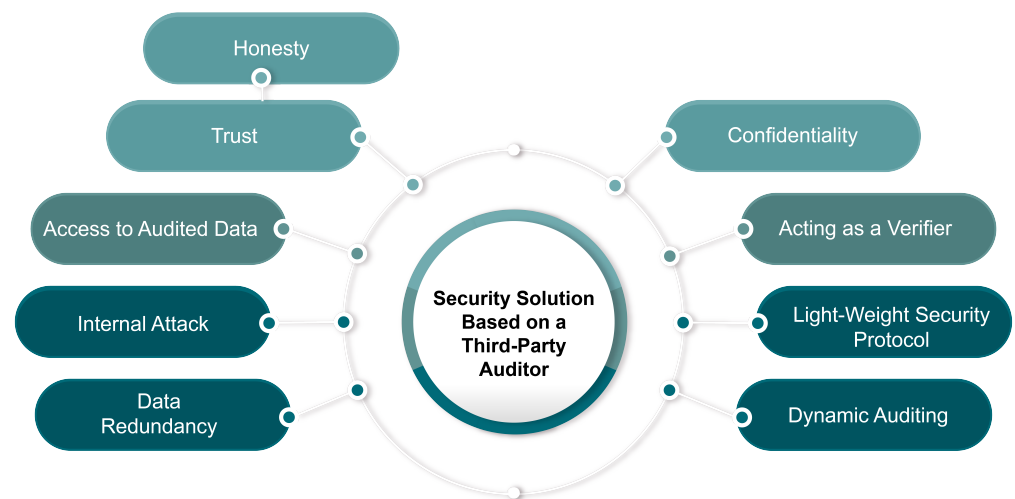 Honesty
Trust
Access to Audited Data
Internal Attack
Data
Redundancy
Security Solution
Based on a
Third-Party
Auditor
Confidentiality
Acting as a Verifier
Light-Weight Security
Protocol
Dynamic Auditing